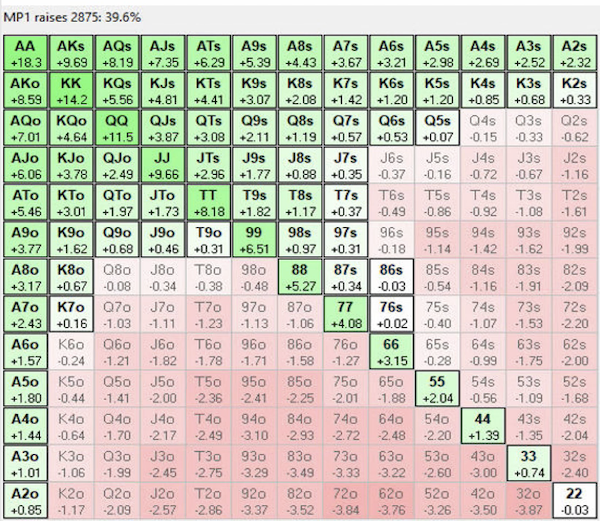 MP1 raises 2875: 39.6%
AA AKs AQs AJs ATs A9s A8s A7s A6s A5s A4s A3s A2s
+18.3 +9.69 +8.19 +7.35 +6.29 +5.39 +4.43 +3.67 +3.21 +2.98 +2.69 +2.52 +2.32
AKo KK KQs KJs KTs K9s K8s K7s K6s K5s K4s K3s K2s
+8.59 +14.2 +5.56 +4.81 +4.41 +3.07 +2.08 +1.42 +1.20 +1.20 +0.85 +0.68 +0.33
AQo KQo QQ QJs QTs Q9s Q8s Q7s Q6s Q5s Q4s Q3s Q2s
+7.01 +4.64 +11.5 +3.87 +3.08 +2.11 +1.19 +0.57 +0.53 +0.07 -0.15 -0.33 -0.62
AJo KJo QJo JJ JTs J9s J8s J7s J6s J5s J4s J3s J2s
+6.06 +3.78 +2.49 +9.66 +2.96 +1.77 +0.88 +0.35 -0.37 -0.16 -0.72 -0.67 -1.16
ATo KTo QTo JTo TT T9s T8s T7s T6s T5s T4s T3s T2s
+5.46 +3.01 +1.97 +1.73 +8.18 +1.82 +1.17 +0.37 -0.49 -0.86 -0.92 -1.08 -1.61
A9o K9o Q9o J9o T9o 99 98s 97s 96s 95s 94s 93s 92s
+3.77 +1.62 +0.68 +0.46 +0.31 +6.51 +0.97 +0.31 -0.18 -1.14 -1.42 -1.62 -1.99
A8o K8o Q8o J8o T8o 98o 88 87s 86s 85s 84s 83s 82s
+3.17 +0.67 -0.08 -0.34 -0.38 -0.48 +5.27 +0.34 -0.03 -0.54 -1.16 -1.91 -2.09
A7o K7o Q7o J7o T7o 97o 87o 77 76s 75s 74s 73s 72s
+2.43 +0.16 -1.03 -1.11 -1.23 -1.13 -1.06 +4.08 +0.02 -0.40 -1.07 -1.53 -2.20
A6o K6o Q6o J6o T6o 96o 86o 76o 66 65s 64s 63s 62s
+1.57 -0.24 -1.21 -1.82 -1.78 -1.71 -1.58 -1.27 +3.15 -0.28 -0.99 -1.75 -2.00
A5o K5o Q5o J5o T5o 95o 85o 75o 65o 55 54s 53s 52s
+1.80 -0.44 -1.41 -2.00 -2.36 -2.41 -2.25 -2.01 -1.88 +2.04 -0.56 -1.09 -1.68
A4o K4o Q4o J4o T4o 94o 84o 74o 64o 54o 44 43s 42s
+1.44 -0.64 -1.70 -2.17 -2.49 -3.10 -2.93 -2.72 -2.48 -2.20 +1.39 -1.35 -2.04
A3o K3o Q3o J3o T3o 93o 83o 73o 63o 53o 43o 33 32s
+1.01 -1.06 -1.99 -2.45 -2.75 -3.29 -3.49 -3.33 -3.22 -2.60 -3.00 +0.74 -2.40
A2o K2o Q2o J2o T2o 92o 82o 72o 62o 52o 42o 32o 22
+0.85 -1.17 -2.09 -2.57 -2.86 -3.37 -3.52 -3.84 -3.76 -3.26 -3.50 -3.87 -0.03